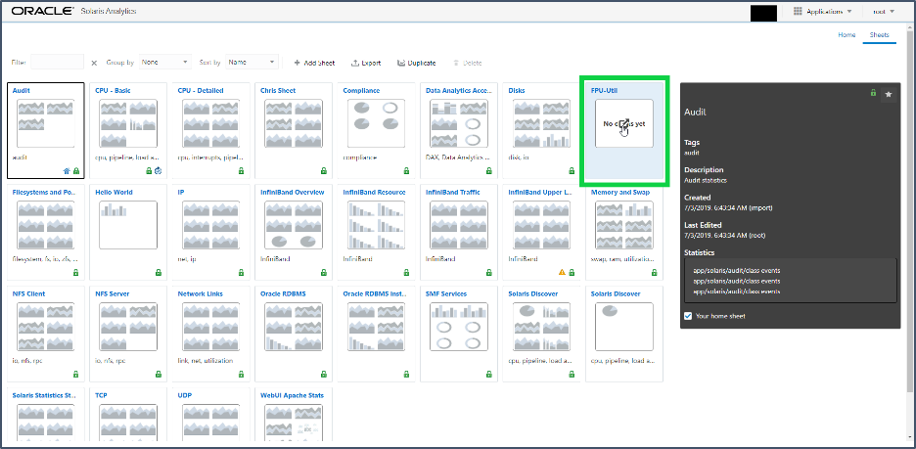 ORACLE® Solaris Analytics
Applications
root
Home Sheets
Filter Group by None Sort by Name Add Sheet Export Duplicate Delete
Audit CPU - Basic CPU - Detailed Chris Sheet Compliance Data Analytics Acce... Disks FPU-Util
No yet
audit cpu, pipeline, load a... cpu, interrupts, pipel... compliance DAX, Data Analytics ... disk, io
Filesystems and Po... Hello World IP InfiniBand Overview InfiniBand Resource InfiniBand Traffic InfiniBand Upper L... Memory and Swap
filesystem, fs, io, zfs, ... net, ip InfiniBand InfiniBand InfiniBand InfiniBand swap, ram, utilizatio...
NFS Client NFS Server Network Links Oracle RDBMS Oracle RDBMS Inst... SMF Services Solaris Discover Solaris Discover
io, nfs, rpc io, nfs, rpc link, net, utilization cpu, pipeline, load a... cpu, pipeline, load a...
Solaris Statistics St... TCP UDP WebUI Apache Stats
Audit
Tags
audit
Description
Audit statistics
Created
7/3/2019, 6:43:34 AM (import)
Last Edited
7/3/2019, 6:43:34 AM (root)
Statistics
app/solaris/audit/class events
app/solaris/audit/class events
app/solaris/audit/class events
Your home sheet